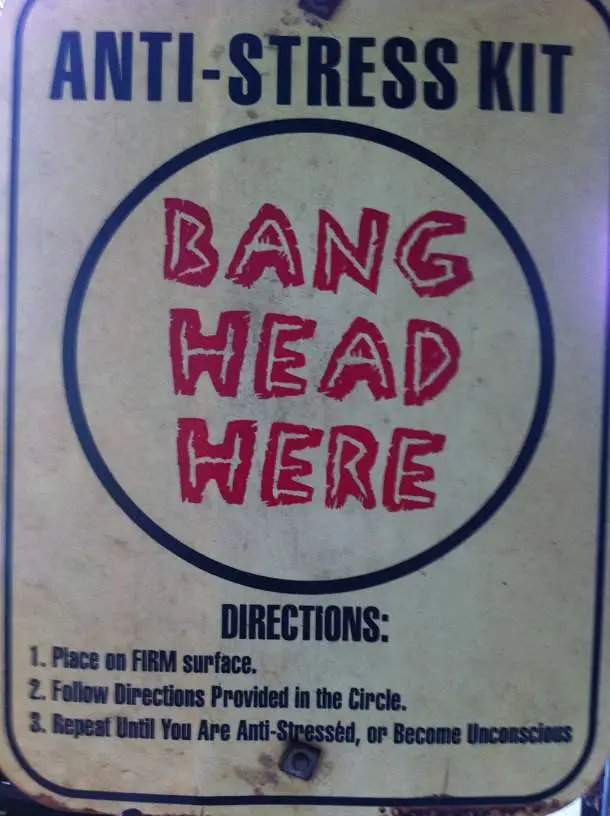 ANTI-STRESS KIT
BANG
HEAD
HERE
DIRECTIONS:
1. Place on FIRM surface.
2. Follow Directions Provided in the Circle.
3. Repeat Until You Are Anti-Stressed, or Become Unconscious